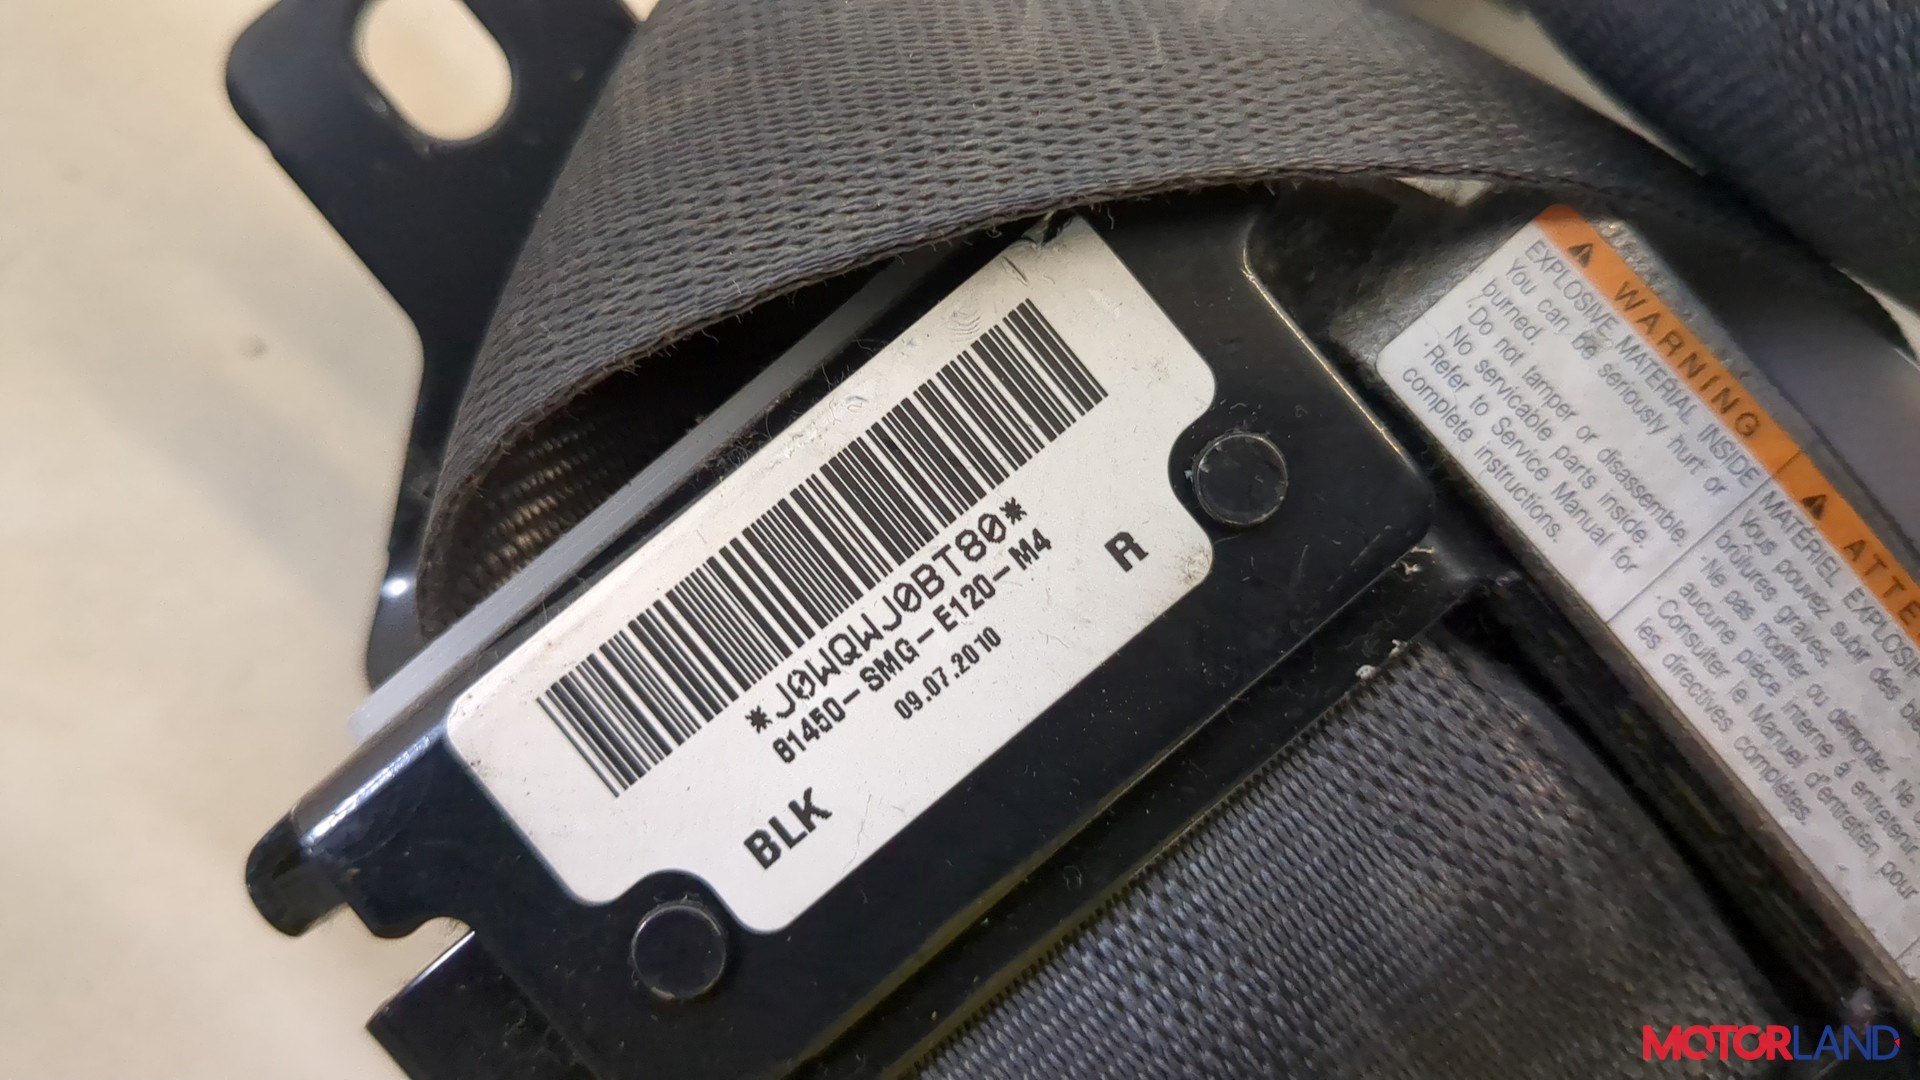 *J0WQWJ0BT80*
81450-SMG-E120-M4
09.07.2010
BLK
R
WARNING
EXPLOSIVE MATERIAL INSIDE
You can be seriously hurt or
burned.
·Do not tamper or disassemble.
No servicable parts inside.
·Refer to Service Manual for
complete instructions.
ATTE
MATÉRIEL EXPLOSIF
Vous pouvez subir des
brûlures graves.
·Ne pas modifier ou démonter. Ne
aucune pièce interne à entretenir.
·Consulter le Manuel d'entretien pour
les directives complètes.
MOTORLAND